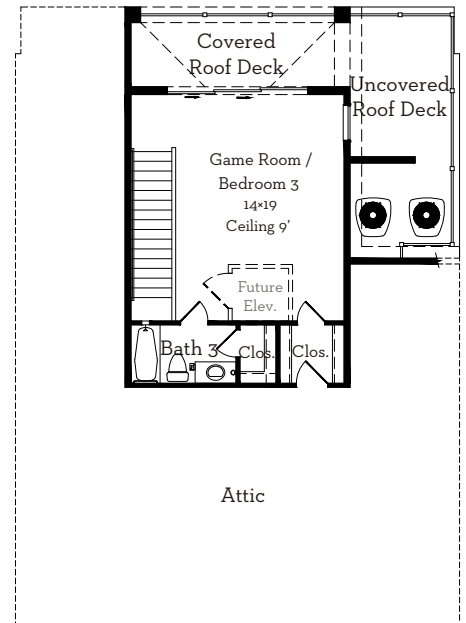 Covered
Roof Deck
Uncovered
Roof Deck
Game Room /
Bedroom 3
14×19
Ceiling 9'
Future
Elev.
Bath 3
Clos.
Clos.
Attic